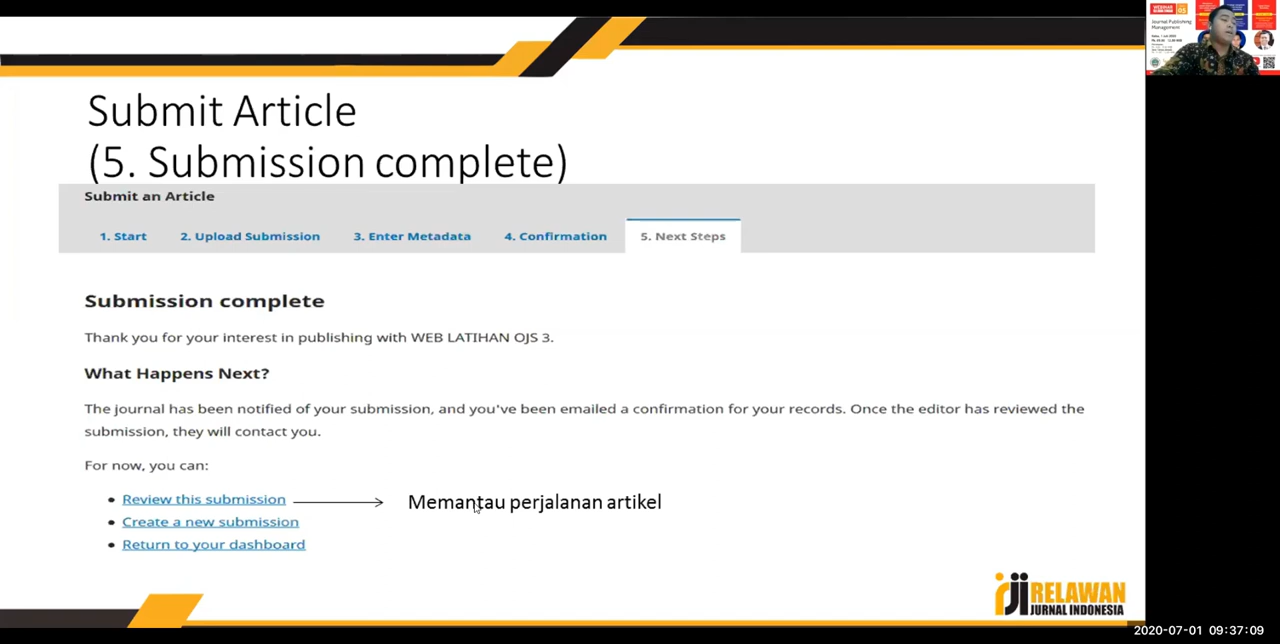 Submit Article
(5. Submission complete)
Submit an Article
1. Start 2. Upload Submission 3. Enter Metadata 4. Confirmation 5. Next Steps
Submission complete
Thank you for your interest in publishing with WEB LATIHAN OJS 3.
What Happens Next?
The journal has been notified of your submission, and you've been emailed a confirmation for your records. Once the editor has reviewed the
submission, they will contact you.
For now, you can:
• Review this submission Memantau perjalanan artikel
• Create a new submission
• Return to your dashboard
RELAWAN
JURNAL INDONESIA
WEBINAR
Journal Publishing
Management
2020-07-01 09:37:09